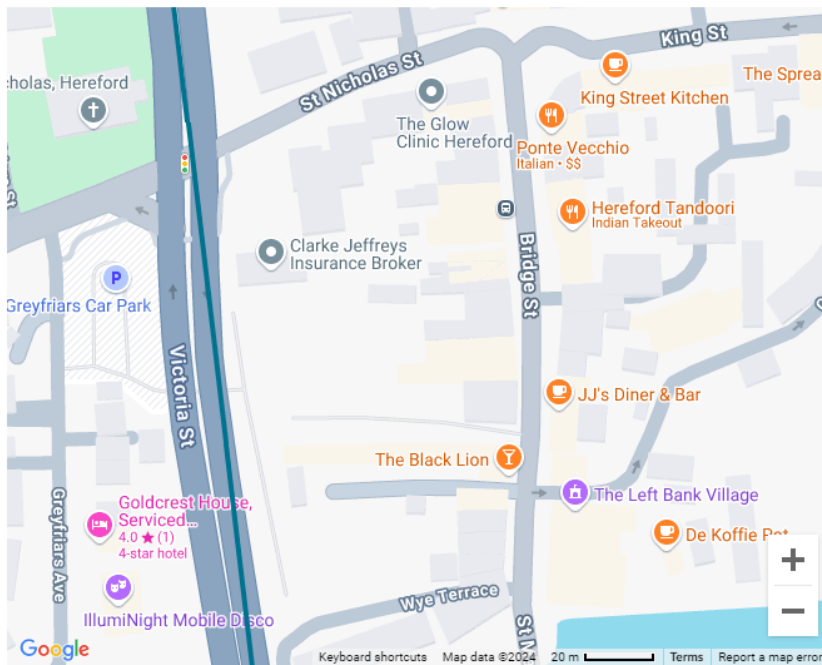 King St
St Nicholas St
cholas, Hereford
King Street Kitchen
The Sprea
The Glow
Clinic Hereford
Ponte Vecchio
Italian • $$
Hereford Tandoori
Indian Takeout
Bridge St
Clarke Jeffreys
Insurance Broker
P
Greyfriars Car Park
Victoria St
JJ's Diner & Bar
The Black Lion
The Left Bank Village
Goldcrest House,
Serviced...
4.0 ★ (1)
4-star hotel
Greyfriars Ave
De Koffie Pot
IllumiNight Mobile Disco
Wye Terrace
St M
+
−
Google
Keyboard shortcuts Map data ©2024 20 m Terms Report a map error